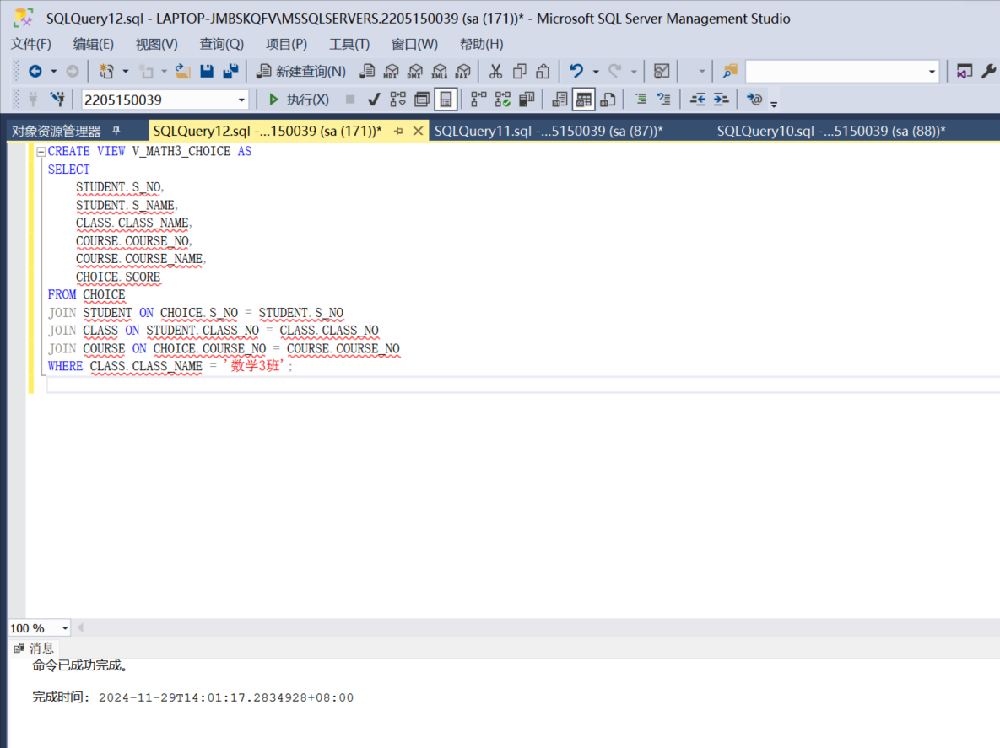 SQLQuery12.sql - LAPTOP-JMBSKQFV\MSSQLSERVERS.2205150039 (sa (171))* - Microsoft SQL Server Management Studio
文件(F) 编辑(E) 视图(V) 查询(Q) 项目(P) 工具(T) 窗口(W) 帮助(H)
新建查询(N) MDX DMX XMLA DAX
2205150039 执行(X)
对象资源管理器 SQLQuery12.sql -...150039 (sa (171))* SQLQuery11.sql -...5150039 (sa (87))* SQLQuery10.sql -...5150039 (sa (88))*
CREATE VIEW V_MATH3_CHOICE AS
SELECT
STUDENT.S_NO,
STUDENT.S_NAME,
CLASS.CLASS_NAME,
COURSE.COURSE_NO,
COURSE.COURSE_NAME,
CHOICE.SCORE
FROM CHOICE
JOIN STUDENT ON CHOICE.S_NO = STUDENT.S_NO
JOIN CLASS ON STUDENT.CLASS_NO = CLASS.CLASS_NO
JOIN COURSE ON CHOICE.COURSE_NO = COURSE.COURSE_NO
WHERE CLASS.CLASS_NAME = '数学3班';
100 %
消息
命令已成功完成。
完成时间: 2024-11-29T14:01:17.2834928+08:00